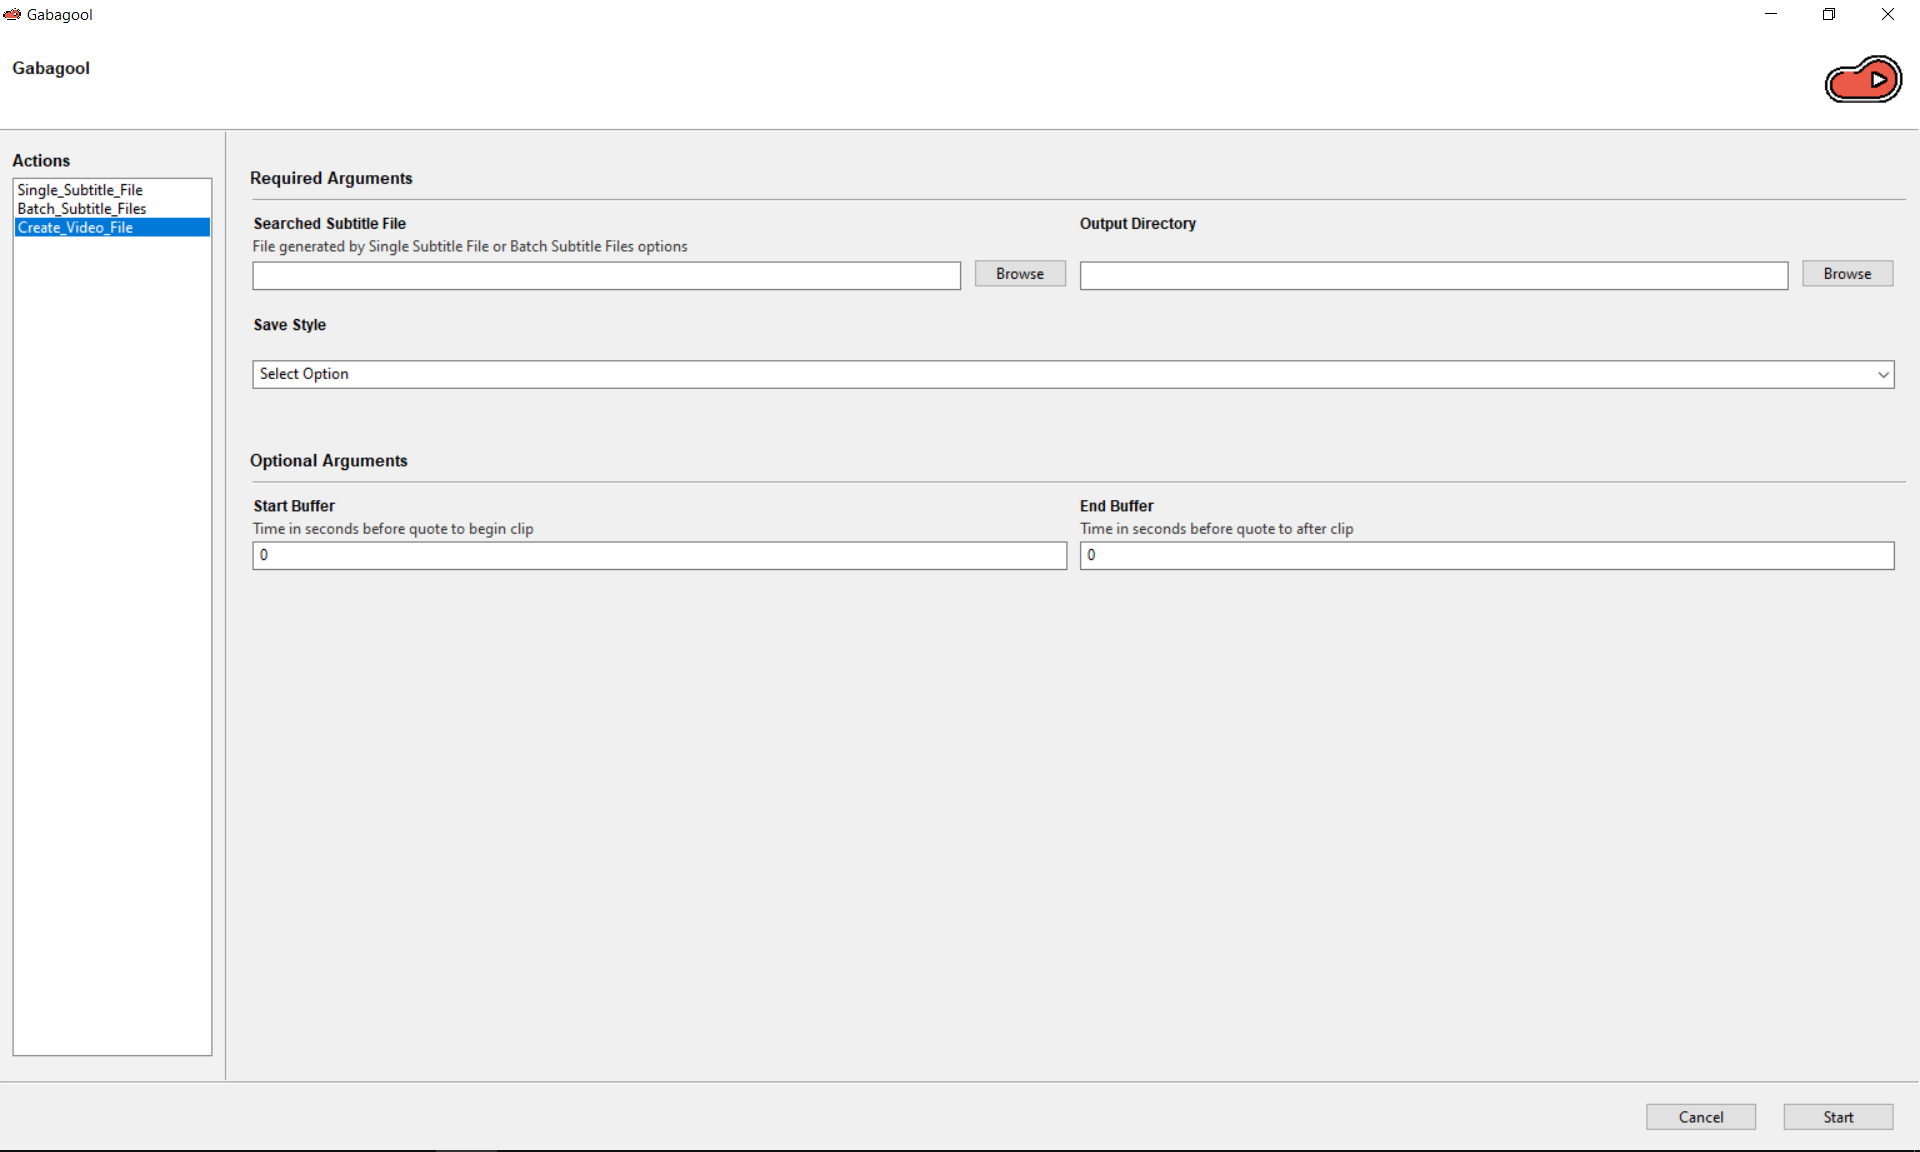 Gabagool
Gabagool
Actions
Single_Subtitle_File
Batch_Subtitle_Files
Create_Video_File
Required Arguments
Searched Subtitle File
File generated by Single Subtitle File or Batch Subtitle Files options
Browse
Output Directory
Browse
Save Style
Select Option
Optional Arguments
Start Buffer
Time in seconds before quote to begin clip
0
End Buffer
Time in seconds before quote to after clip
0
Cancel
Start